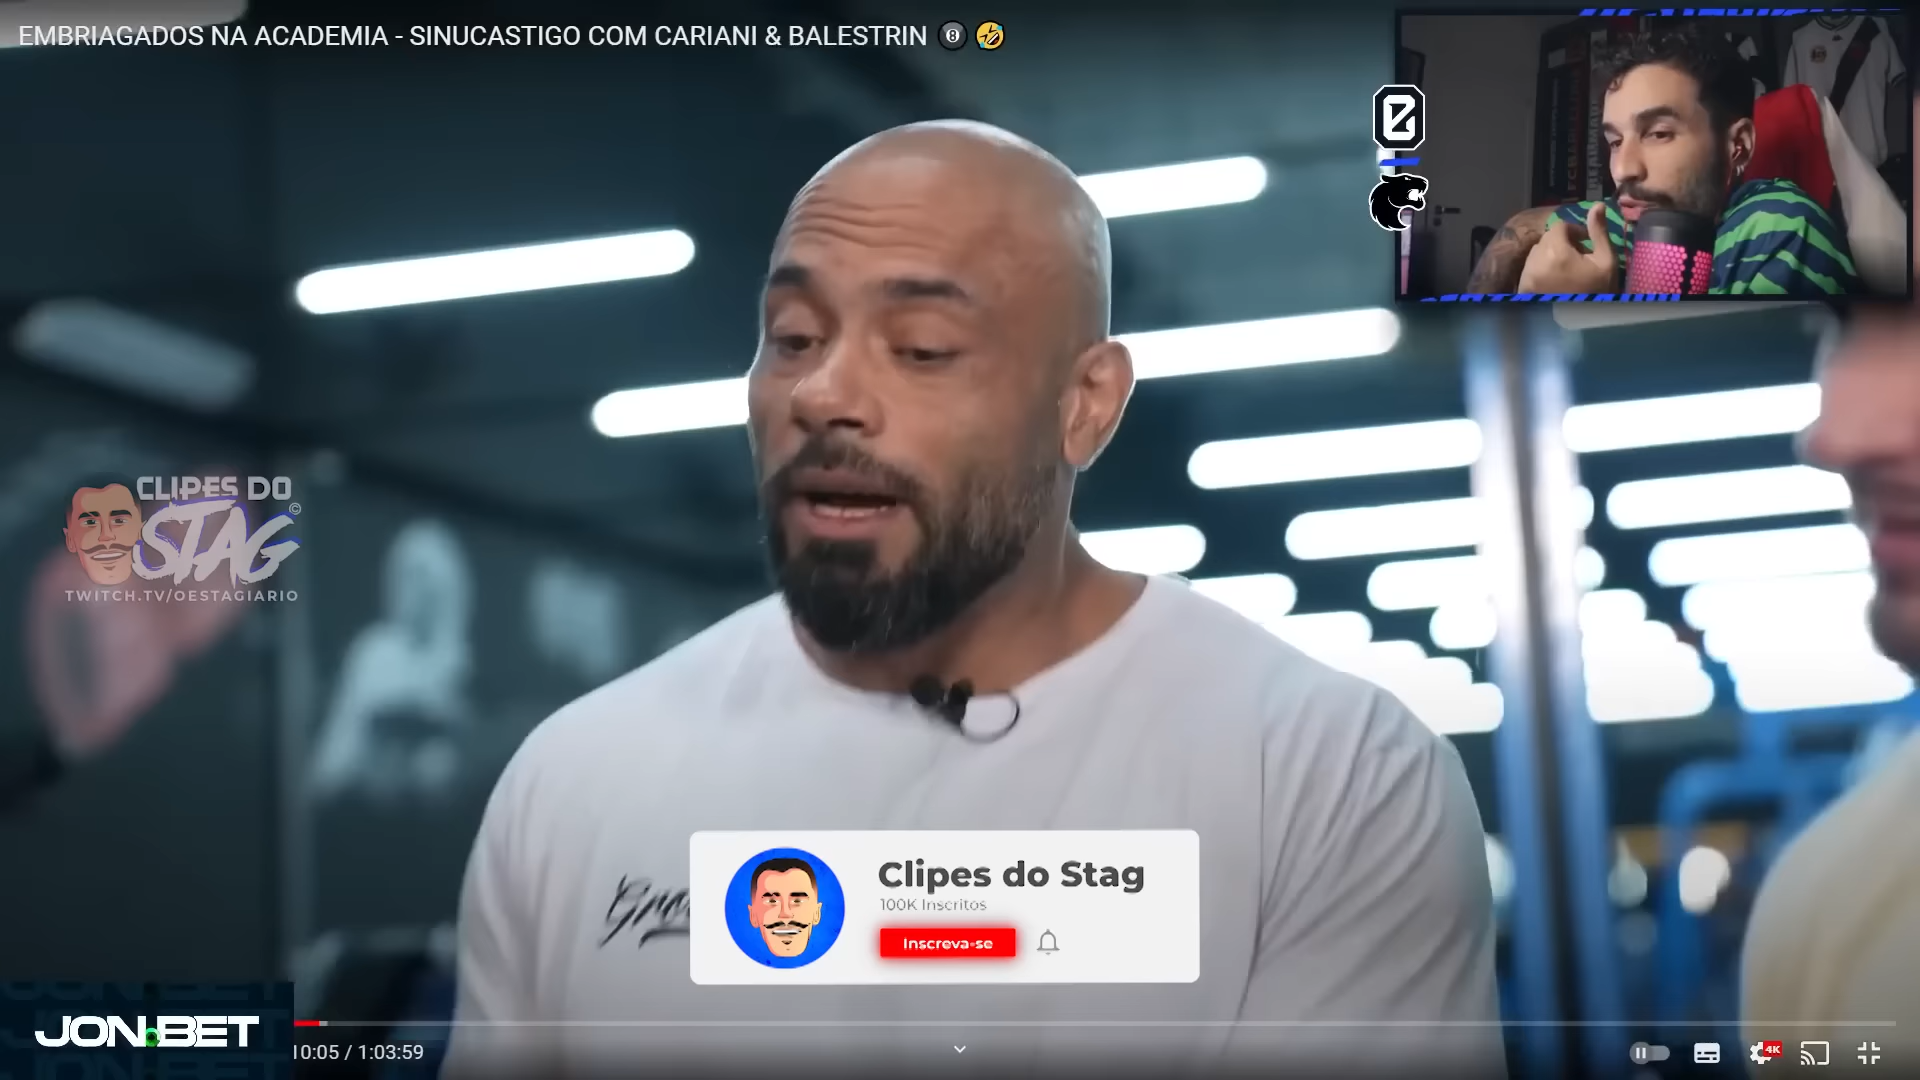 EMBRIAGADOS NA ACADEMIA - SINUCASTIGO COM CARIANI & BALESTRIN
CLIPES DO
STAG
TWITCH.TV/OESTAGIARIO
Clipes do Stag
100K Inscritos
Inscreva-se
JON.BET
10:05 / 1:03:59
4K